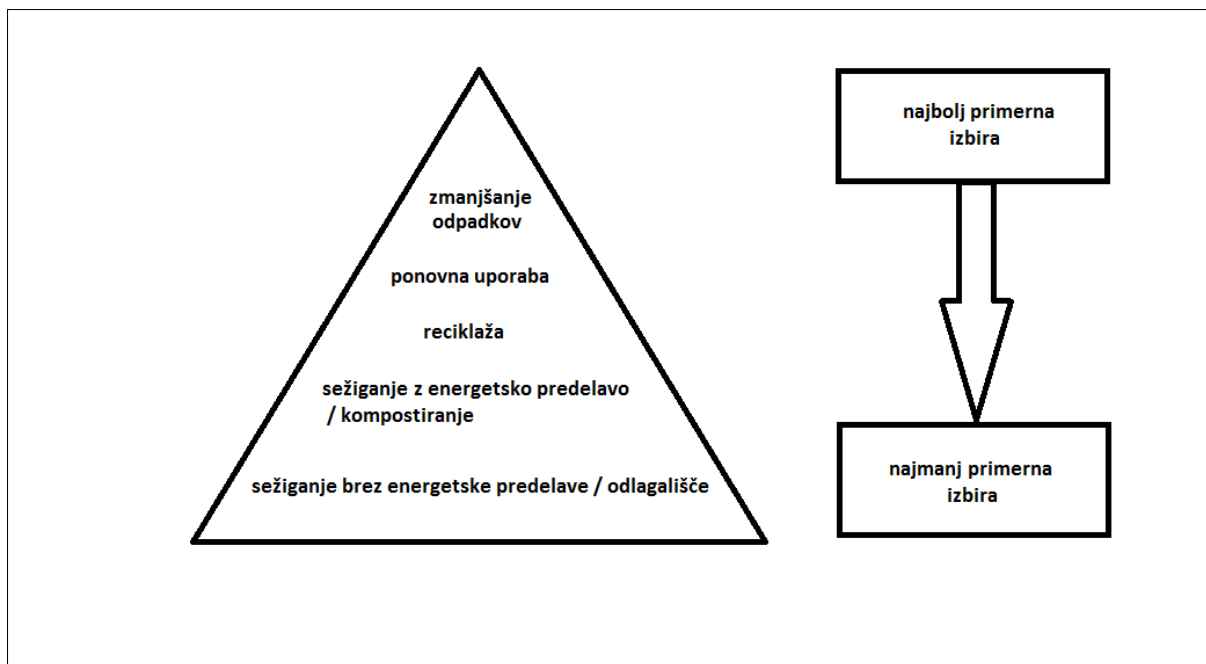 zmanjšanje
odpadkov
ponovna uporaba
reciklaža
sežiganje z energetsko predelavo
/ kompostiranje
sežiganje brez energetske predelave / odlagališče
najbolj primerna
izbira
najmanj primerna
izbira